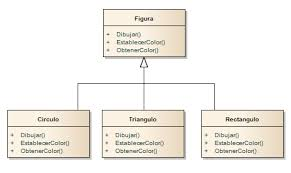 Figura
+ Dibujar()
+ EstablecerColor()
+ ObtenerColor()
Circulo
+ Dibujar()
+ EstablecerColor()
+ ObtenerColor()
Triangulo
+ Dibujar()
+ EstablecerColor()
+ ObtenerColor()
Rectangulo
+ Dibujar()
+ EstablecerColor()
+ ObtenerColor()